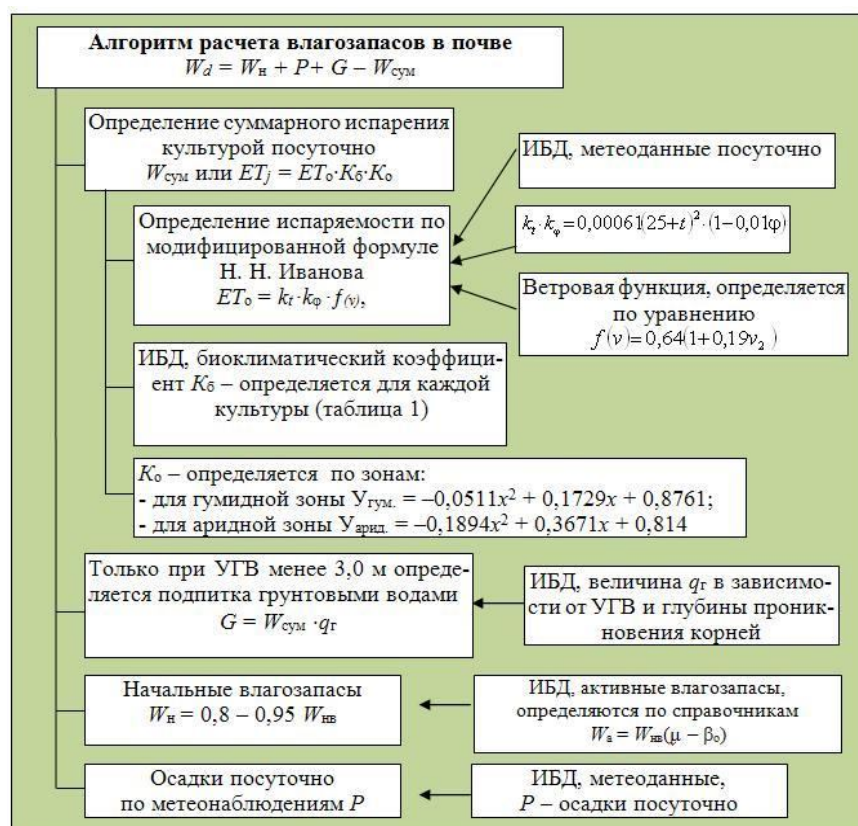 Алгоритм расчета влагозапасов в почве
W_d = W_н + P + G – W_сум
Определение суммарного испарения
культурой посуточно
W_сум или ET_j = ET_о·К_б·К_о
ИБД, метеоданные посуточно
Определение испаряемости по
модифицированной формуле
Н. Н. Иванова
ET_о = k_t·k_φ·f_(v),
k_t·k_φ=0,00061(25+t)²·(1–0,01φ)
Ветровая функция, определяется
по уравнению
f(v)=0,64(1+0,19v₂)
ИБД, биоклиматический коэффици-
ент К_б – определяется для каждой
культуры (таблица 1)
К_о – определяется по зонам:
- для гумидной зоны У_гум. = –0,0511x² + 0,1729x + 0,8761;
- для аридной зоны У_арид. = –0,1894x² + 0,3671x + 0,814
Только при УГВ менее 3,0 м опреде-
ляется подпитка грунтовыми водами
G = W_сум ·q_г
ИБД, величина q_г в зависимо-
сти от УГВ и глубины проник-
новения корней
Начальные влагозапасы
W_н = 0,8 – 0,95 W_нв
ИБД, активные влагозапасы,
определяются по справочникам
W_а = W_нв(μ – β_о)
Осадки посуточно
по метеонаблюдениям P
ИБД, метеоданные,
P – осадки посуточно